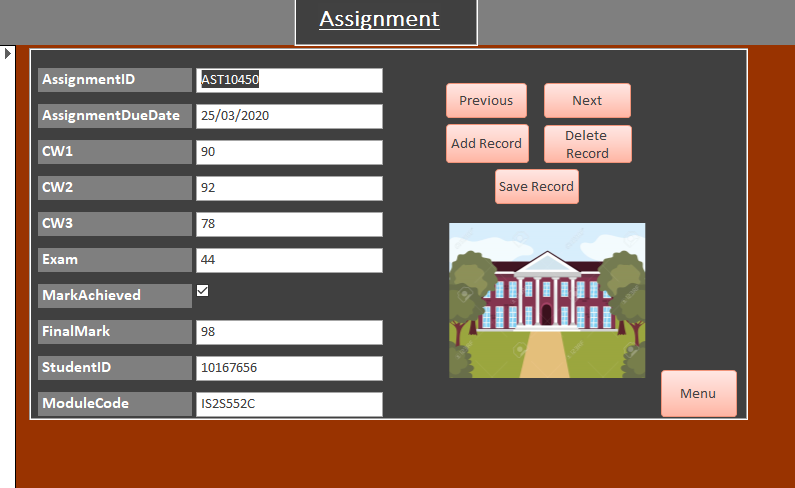 Assignment
AssignmentID AST10450
AssignmentDueDate 25/03/2020
CW1 90
CW2 92
CW3 78
Exam 44
MarkAchieved
FinalMark 98
StudentID 10167656
ModuleCode IS2S552C
Previous Next
Add Record Delete
Record
Save Record
Menu